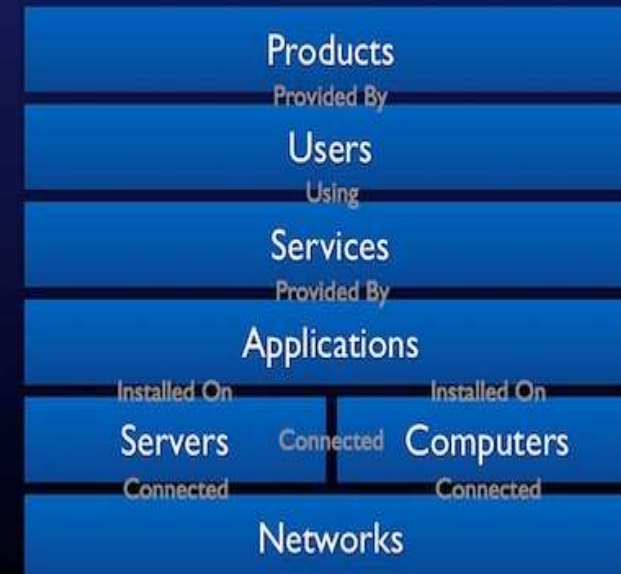 Products
Provided By
Users
Using
Services
Provided By
Applications
Installed On Installed On
Servers Connected Computers
Connected Connected
Networks